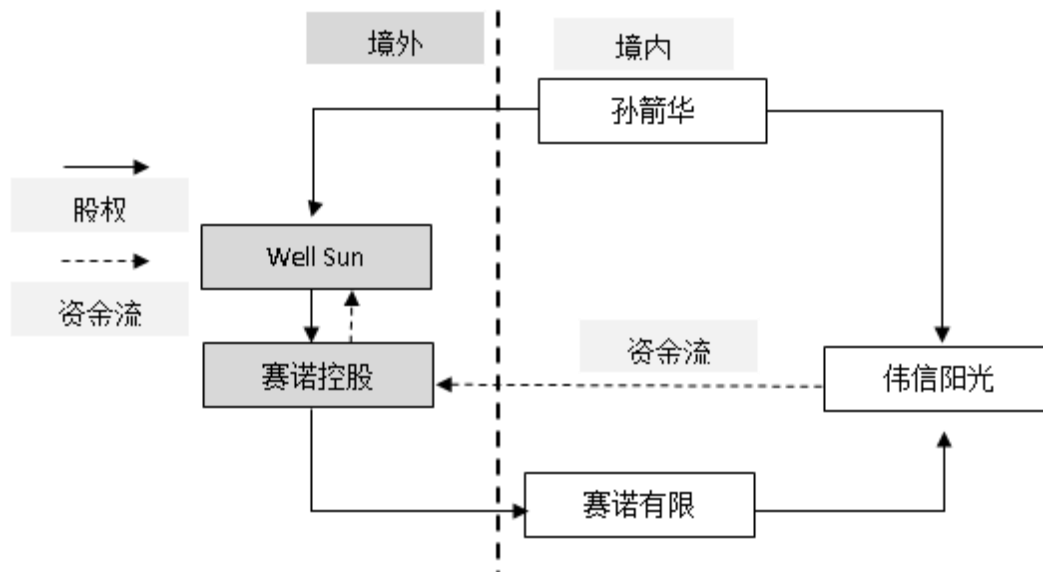 境外
境内
孙箭华
股权
Well Sun
资金流
赛诺控股
资金流
伟信阳光
赛诺有限